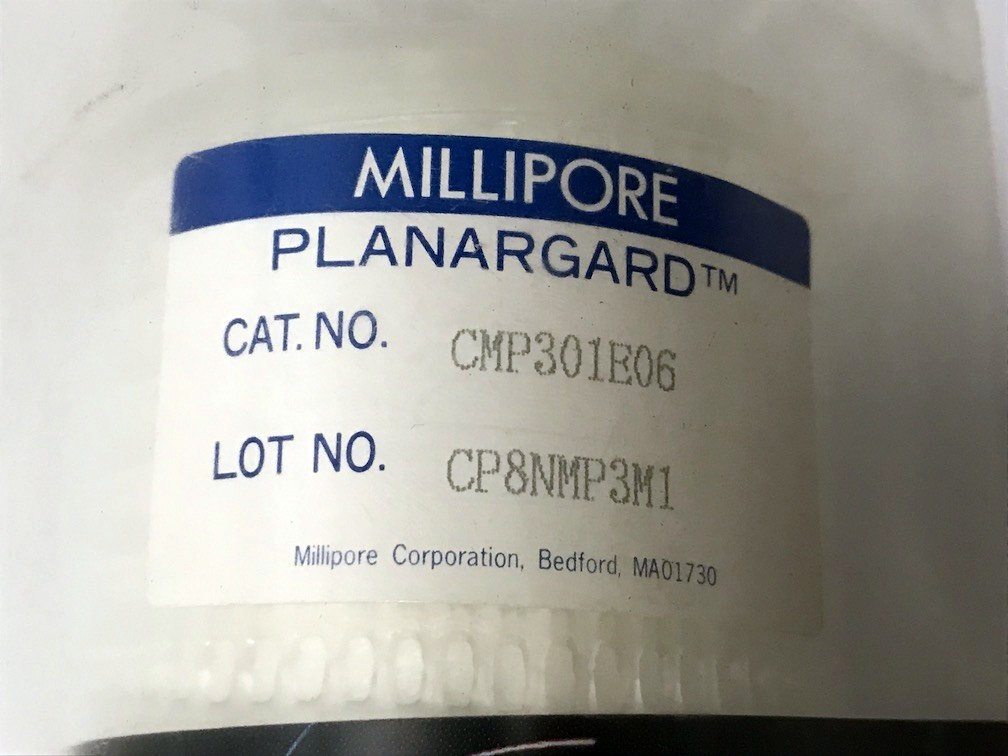 MILLIPORE
PLANARGARD™
CAT. NO. CMP301E06
LOT NO. CP8NMP3M1
Millipore Corporation, Bedford, MA01730